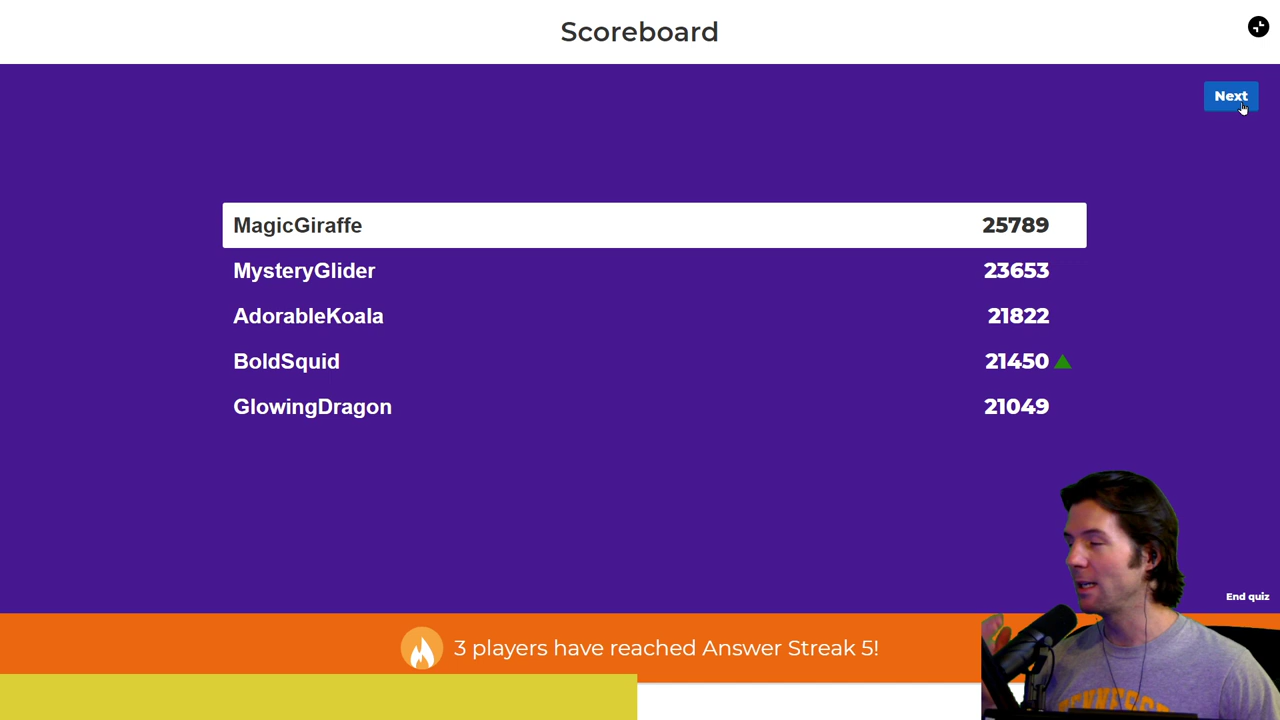 Scoreboard
Next
MagicGiraffe 25789
MysteryGlider 23653
AdorableKoala 21822
BoldSquid 21450
GlowingDragon 21049
End quiz
3 players have reached Answer Streak 5!